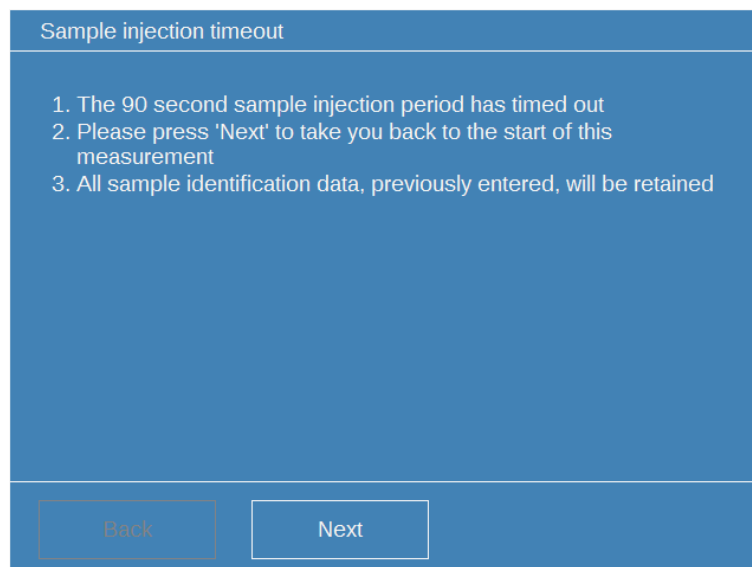 Sample injection timeout
1. The 90 second sample injection period has timed out
2. Please press 'Next' to take you back to the start of this
measurement
3. All sample identification data, previously entered, will be retained
Back
Next